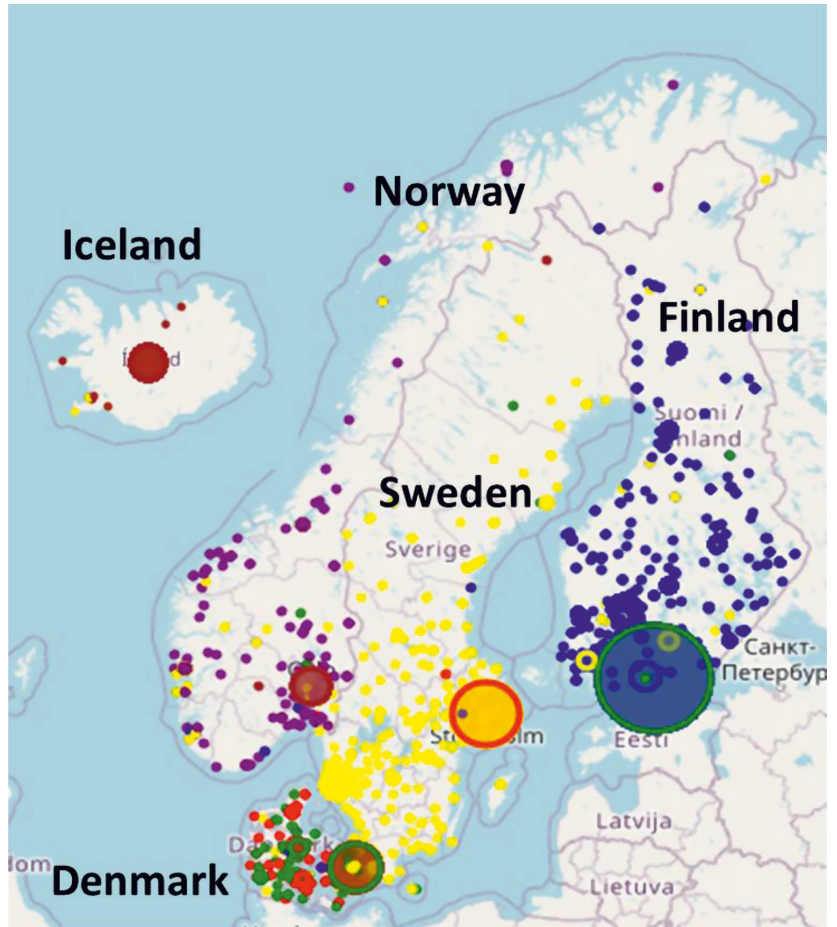 Norway
Iceland
Finland
Suomi /
Sweden
Sverige
Санкт-
Петербур
Eesti
Latvija
Denmark
Lietuva